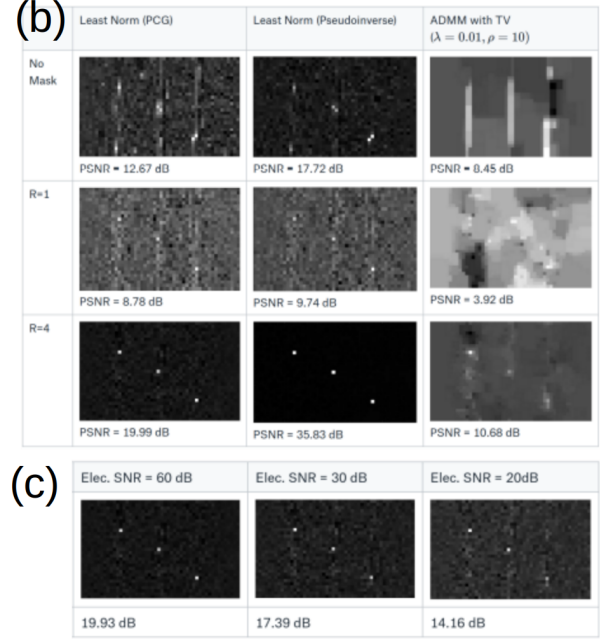 (b)
Least Norm (PCG) Least Norm (Pseudoinverse) ADMM with TV
(λ = 0.01, ρ = 10)
No
Mask
PSNR = 12.67 dB PSNR = 17.72 dB PSNR = 8.45 dB
R=1
PSNR = 8.78 dB PSNR = 9.74 dB PSNR = 3.92 dB
R=4
PSNR = 19.99 dB PSNR = 35.83 dB PSNR = 10.68 dB
(c)
Elec. SNR = 60 dB Elec. SNR = 30 dB Elec. SNR = 20dB
19.93 dB 17.39 dB 14.16 dB